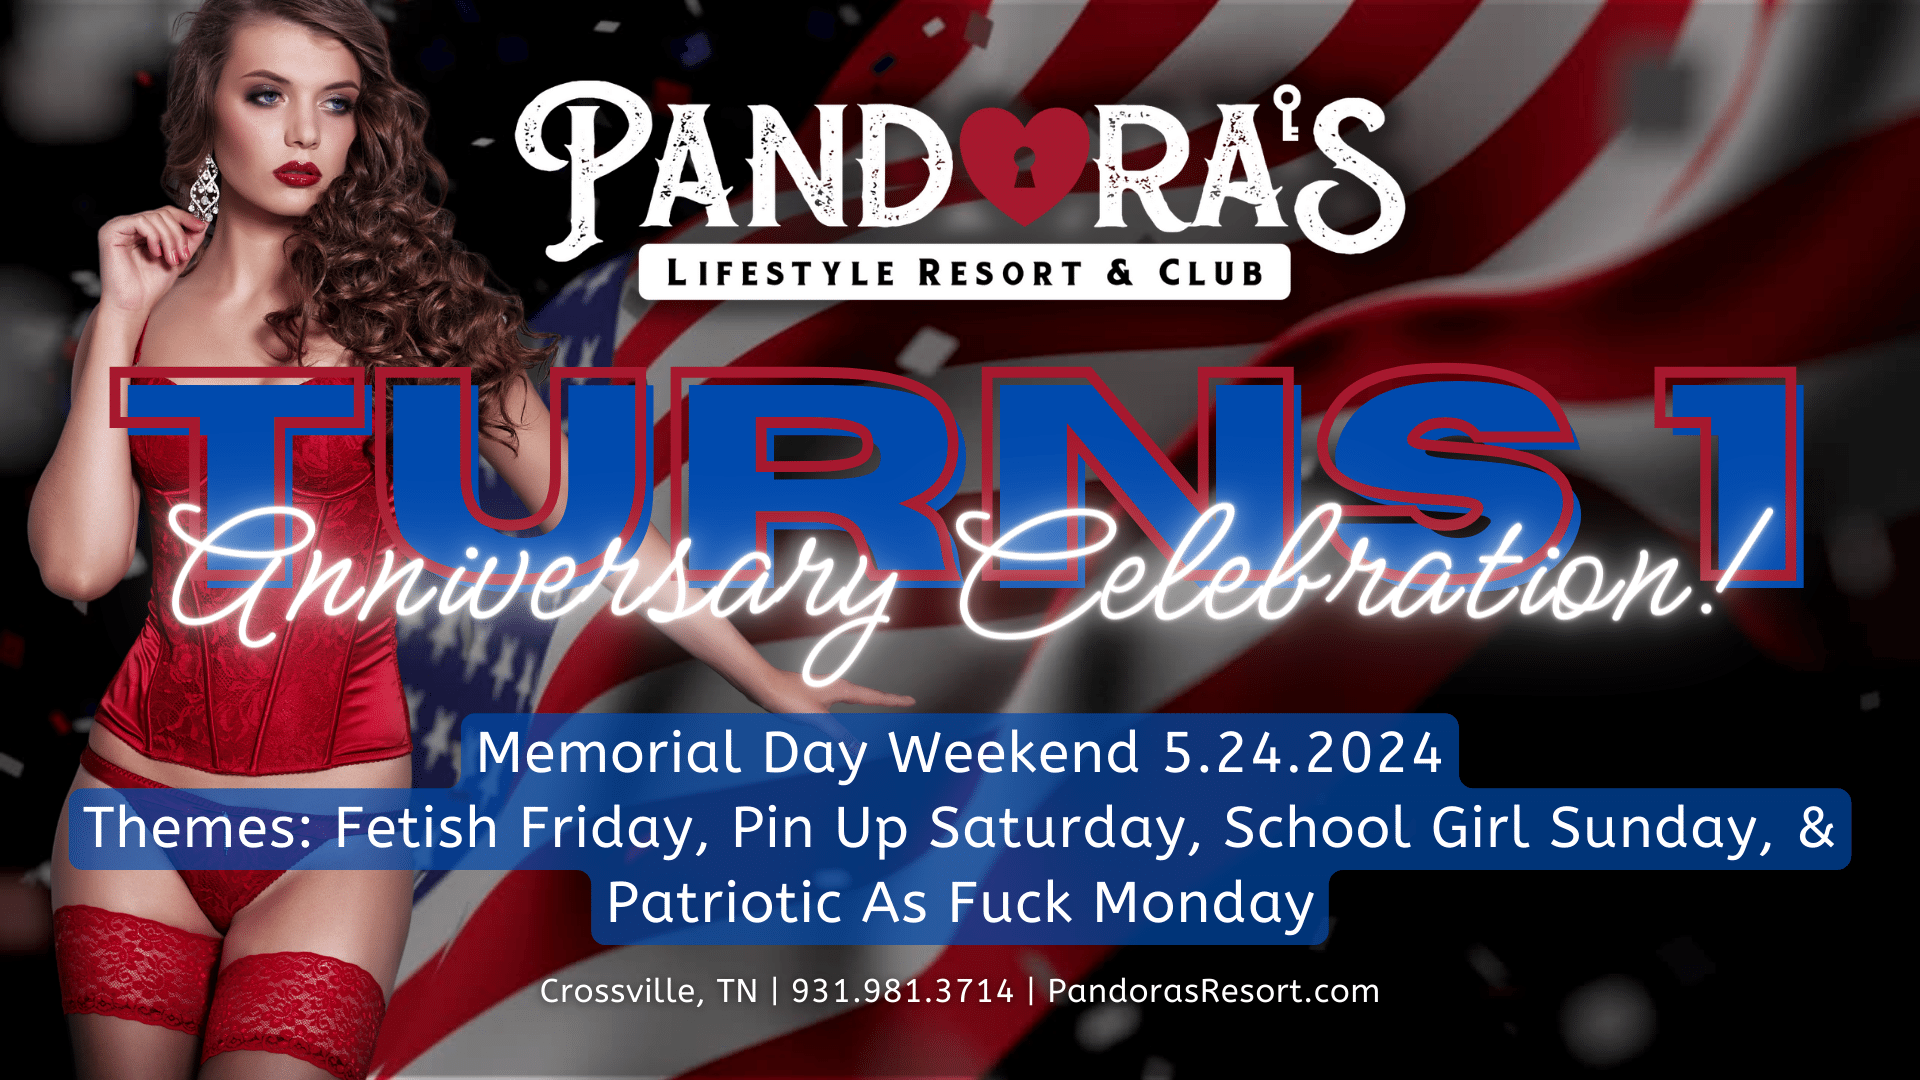 PANDORA'S
LIFESTYLE RESORT & CLUB
TURNS 1
Anniversary Celebration!
Memorial Day Weekend 5.24.2024
Themes: Fetish Friday, Pin Up Saturday, School Girl Sunday, &
Patriotic As Fuck Monday
Crossville, TN | 931.981.3714 | PandorasResort.com